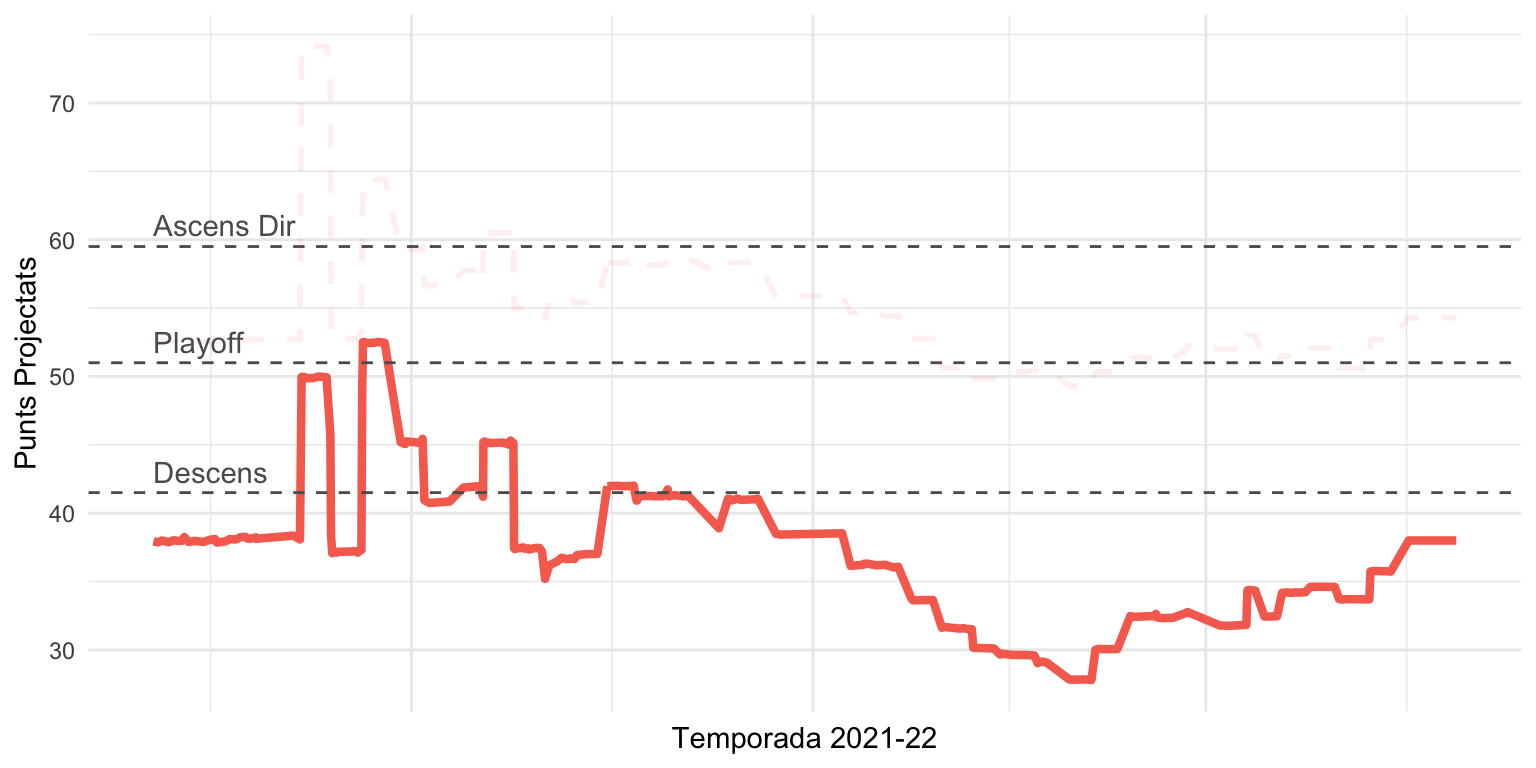 70
Ascens Dir
60
Playoff
50
Descens
40
30
Punts Projectats
Temporada 2021-22